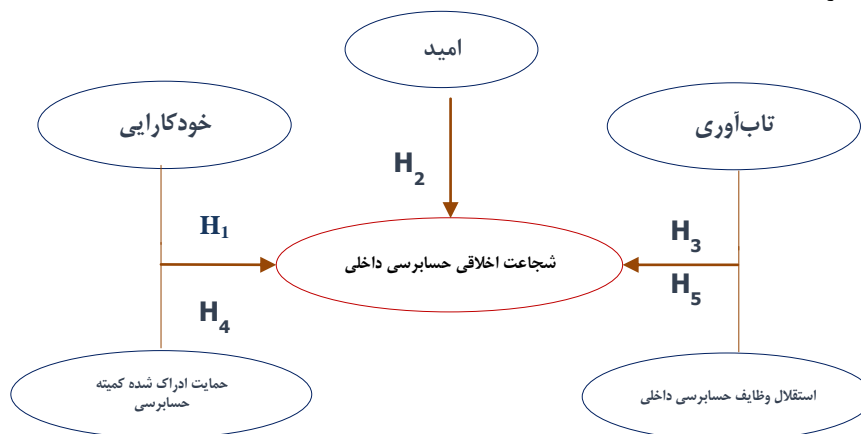 امید
تاب‌آوری
خودکارایی
H2
H1
H3
شجاعت اخلاقی حسابرسی داخلی
H5
H4
استقلال وظایف حسابرسی داخلی
حمایت ادراک شده کمیته
حسابرسی